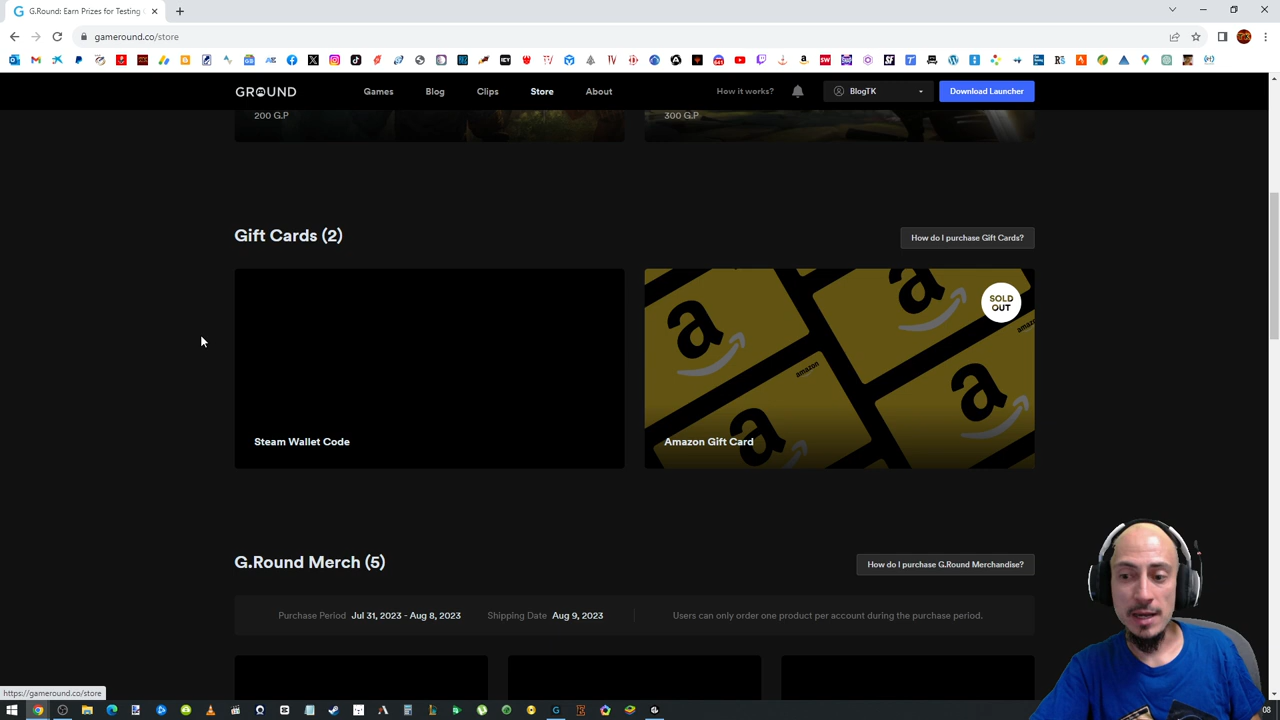 G.Round: Earn Prizes for Testing
gameround.co/store
GROUND
Games
Blog
Clips
Store
About
How it works?
BlogTK
Download Launcher
200 G.P
300 G.P
Gift Cards (2)
How do I purchase Gift Cards?
SOLD
OUT
amazon
Steam Wallet Code
Amazon Gift Card
G.Round Merch (5)
How do I purchase G.Round Merchandise?
Purchase Period Jul 31, 2023 - Aug 8, 2023
Shipping Date Aug 9, 2023
Users can only order one product per account during the purchase period.
https://gameround.co/store
08